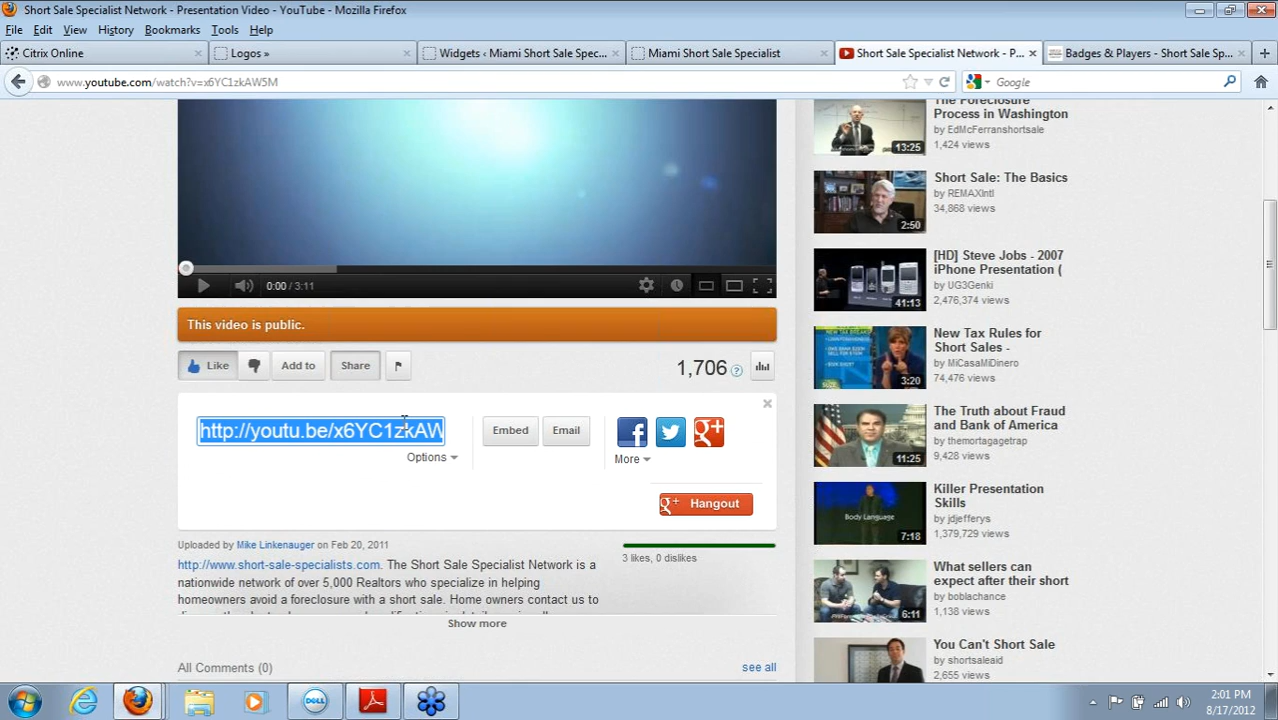 Short Sale Specialist Network - Presentation Video - YouTube - Mozilla Firefox
File Edit View History Bookmarks Tools Help
Citrix Online
Logos »
Widgets ‹ Miami Short Sale Spec...
Miami Short Sale Specialist
Short Sale Specialist Network - P...
Badges & Players - Short Sale Sp...
www.youtube.com/watch?v=x6YC1zkAW5M
Google
0:00 / 3:11
This video is public.
Like
Add to
Share
1,706
http://youtu.be/x6YC1zkAW
Options
Embed
Email
More
Hangout
Uploaded by Mike Linkenauger on Feb 20, 2011
http://www.short-sale-specialists.com. The Short Sale Specialist Network is a
nationwide network of over 5,000 Realtors who specialize in helping
homeowners avoid a foreclosure with a short sale. Home owners contact us to
3 likes, 0 dislikes
Show more
All Comments (0)
see all
The Foreclosure
Process in Washington
by EdMcFerranshortsale
1,424 views
13:25
Short Sale: The Basics
by REMAXIntl
34,868 views
2:50
[HD] Steve Jobs - 2007
iPhone Presentation (
by UG3Genki
2,476,374 views
41:13
New Tax Rules for
Short Sales -
by MiCasaMiDinero
74,476 views
3:20
The Truth about Fraud
and Bank of America
by themortagagetrap
9,428 views
11:25
Killer Presentation
Skills
by jdjefferys
1,379,729 views
Body Language
7:18
What sellers can
expect after their short
by boblachance
1,138 views
6:11
You Can't Short Sale
by shortsaleaid
2,655 views
2:01 PM
8/17/2012